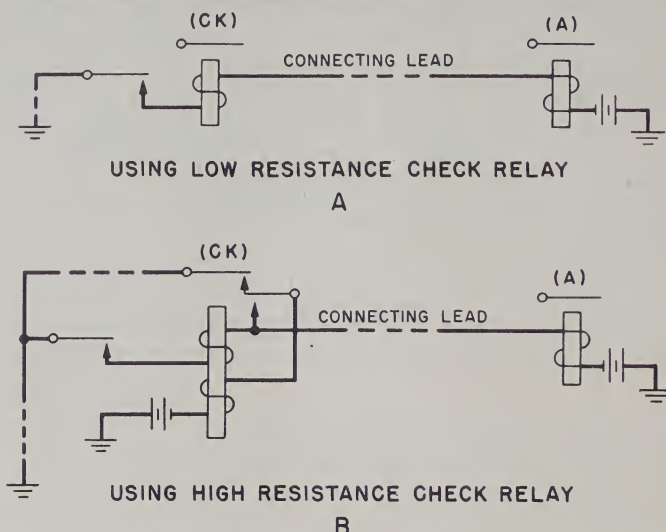 (CK)
(A)
CONNECTING LEAD
USING LOW RESISTANCE CHECK RELAY
A
(CK)
(A)
CONNECTING LEAD
USING HIGH RESISTANCE CHECK RELAY
B